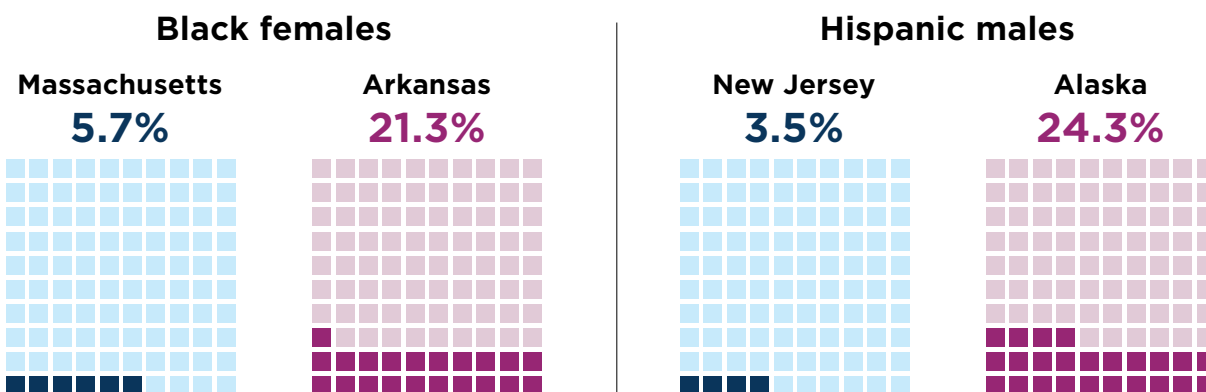 Black females
Hispanic males
Massachusetts
Arkansas
New Jersey
Alaska
5.7%
21.3%
3.5%
24.3%